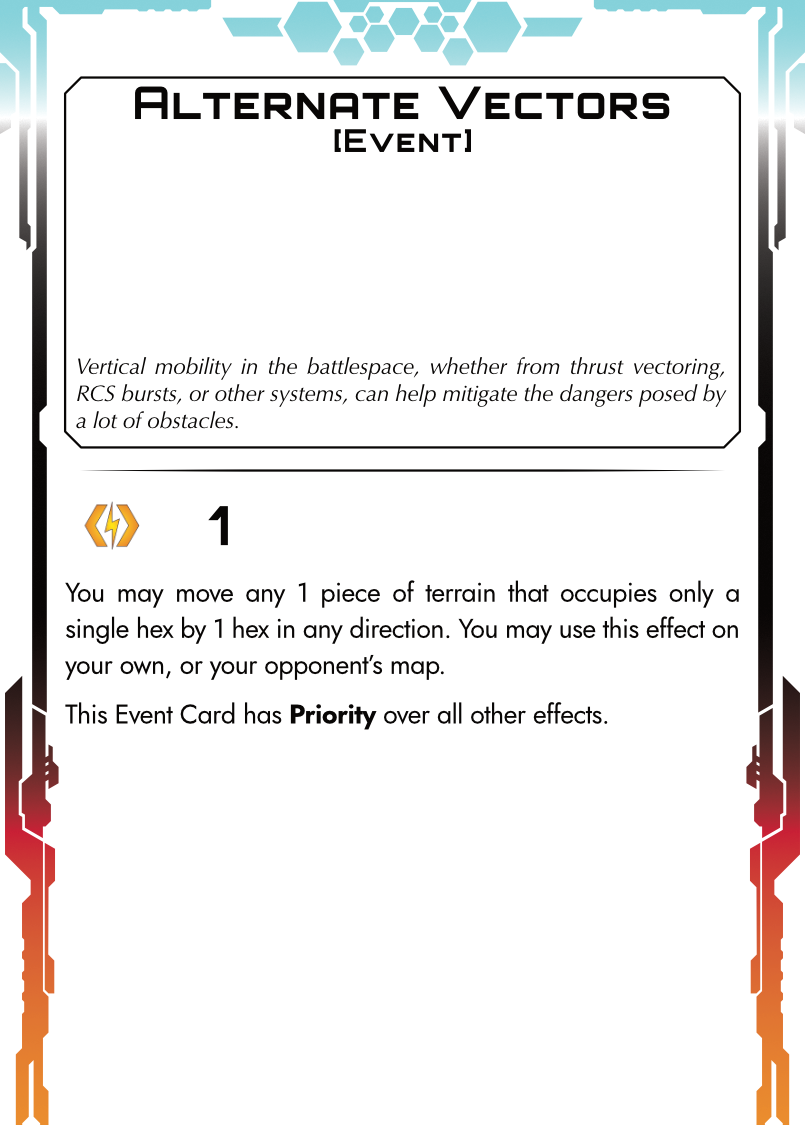 Alternate Vectors
[Event]
Vertical mobility in the battlespace, whether from thrust vectoring,
RCS bursts, or other systems, can help mitigate the dangers posed by
a lot of obstacles.
1
You may move any 1 piece of terrain that occupies only a
single hex by 1 hex in any direction. You may use this effect on
your own, or your opponent's map.
This Event Card has Priority over all other effects.